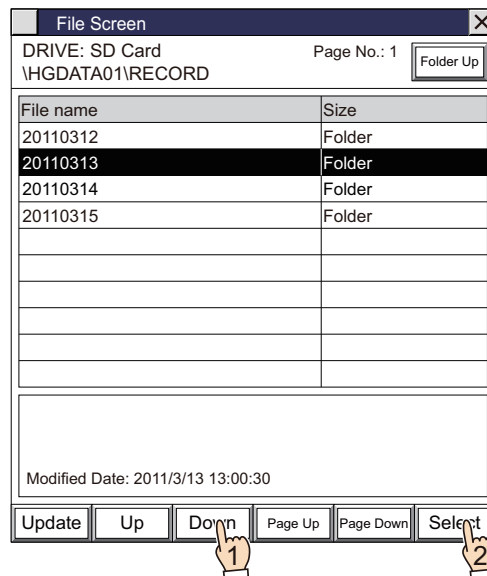 File Screen
DRIVE: SD Card Page No.: 1 Folder Up
\HGDATA01\RECORD
File name Size
20110312 Folder
20110313 Folder
20110314 Folder
20110315 Folder
Modified Date: 2011/3/13 13:00:30
Update Up Down Page Up Page Down Select
1 2